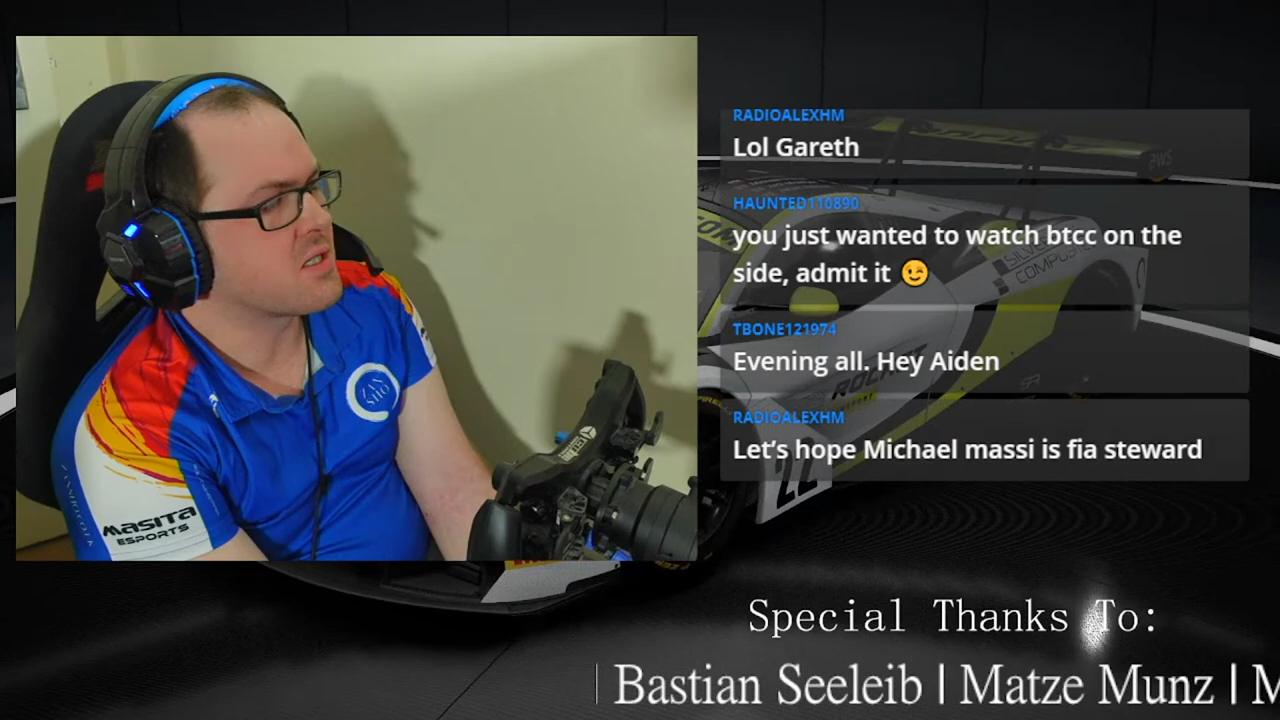 RADIOALEXHM
Lol Gareth
HAUNTED110890
you just wanted to watch btcc on the
side, admit it 😉
TBONE121974
Evening all. Hey Aiden
RADIOALEXHM
Let's hope Michael massi is fia steward
MASITA
ESPORTS
22
Special Thanks To:
| Bastian Seeleib | Matze Munz | M